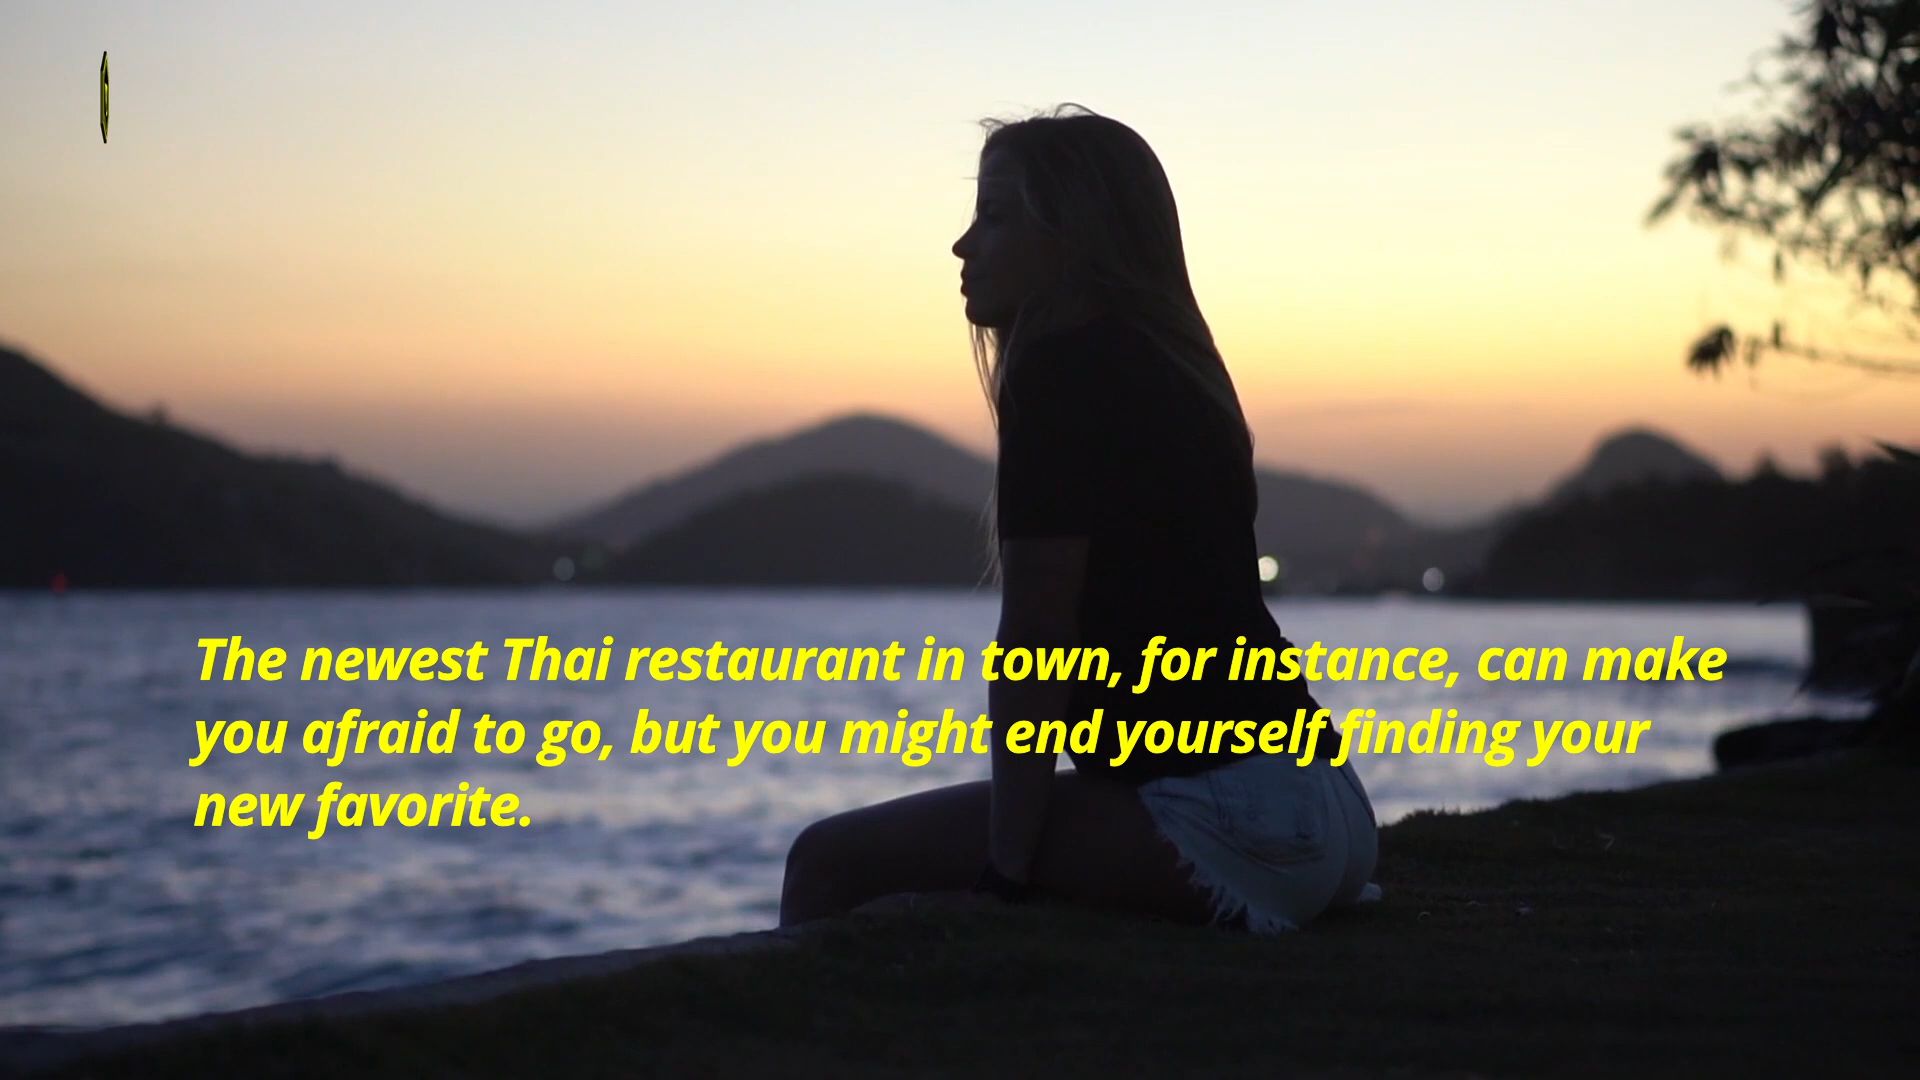 The newest Thai restaurant in town, for instance, can make
you afraid to go, but you might end yourself finding your
new favorite.